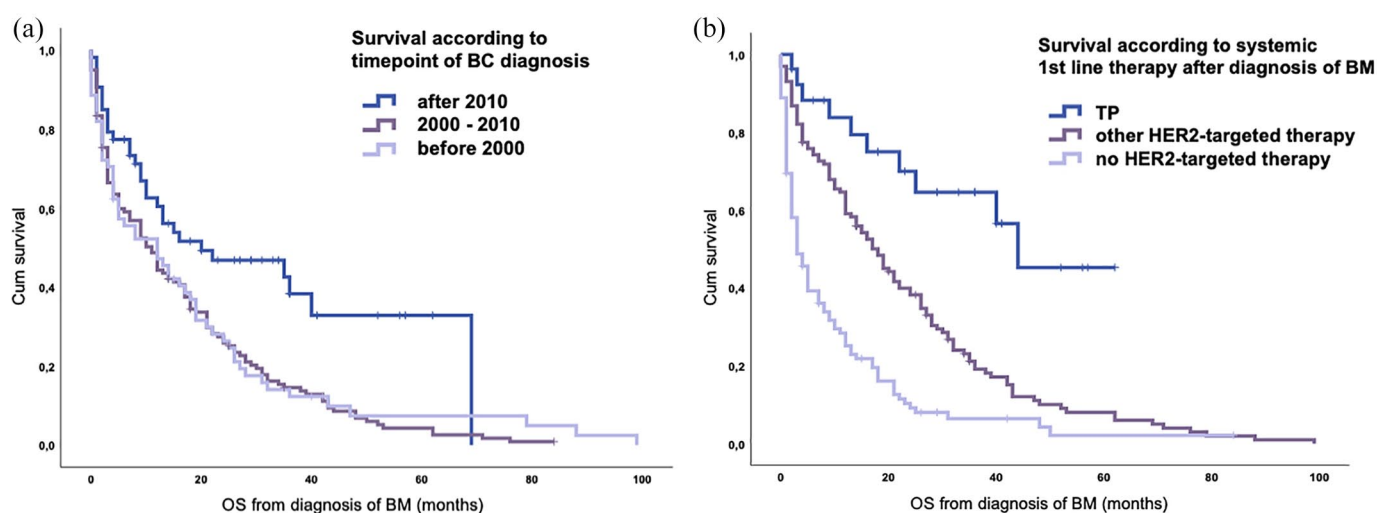 (a)
Survival according to
timepoint of BC diagnosis
after 2010
2000 - 2010
before 2000
Cum survival
1,0
0,8
0,6
0,4
0,2
0,0
0 20 40 60 80 100
OS from diagnosis of BM (months)
(b)
Survival according to systemic
1st line therapy after diagnosis of BM
TP
other HER2-targeted therapy
no HER2-targeted therapy
Cum survival
1,0
0,8
0,6
0,4
0,2
0,0
0 20 40 60 80 100
OS from diagnosis of BM (months)